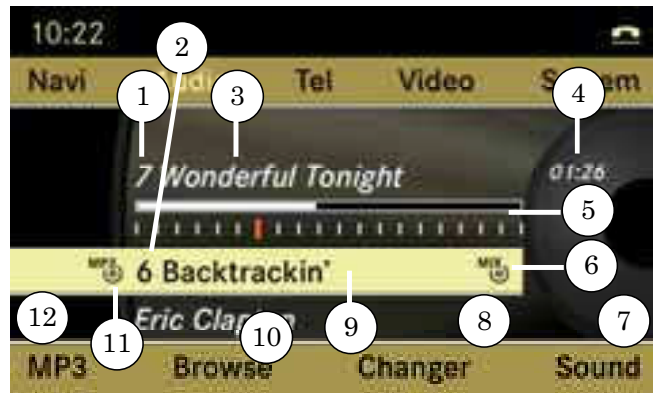 10:22
2
Navi Tel Video
1 3 4
7 Wonderful Tonight 01:26
5
MP3 6 Backtrackin' MIX 6
Eric
12 11 10 9 8 7
MP3 Browse Changer Sound